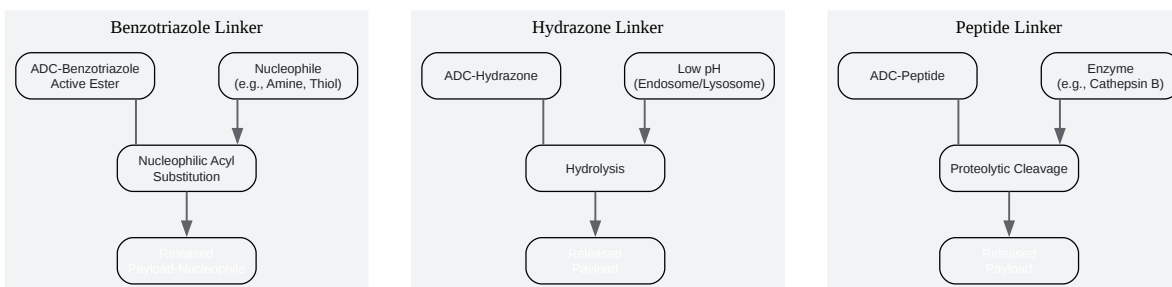 Benzotriazole Linker
ADC-Benzotriazole
Active Ester
Nucleophile
(e.g., Amine, Thiol)
Nucleophilic Acyl
Substitution
Released
Payload-Nucleophile
Hydrazone Linker
ADC-Hydrazone
Low pH
(Endosome/Lysosome)
Hydrolysis
Released
Payload
Peptide Linker
ADC-Peptide
Enzyme
(e.g., Cathepsin B)
Proteolytic Cleavage
Released
Payload